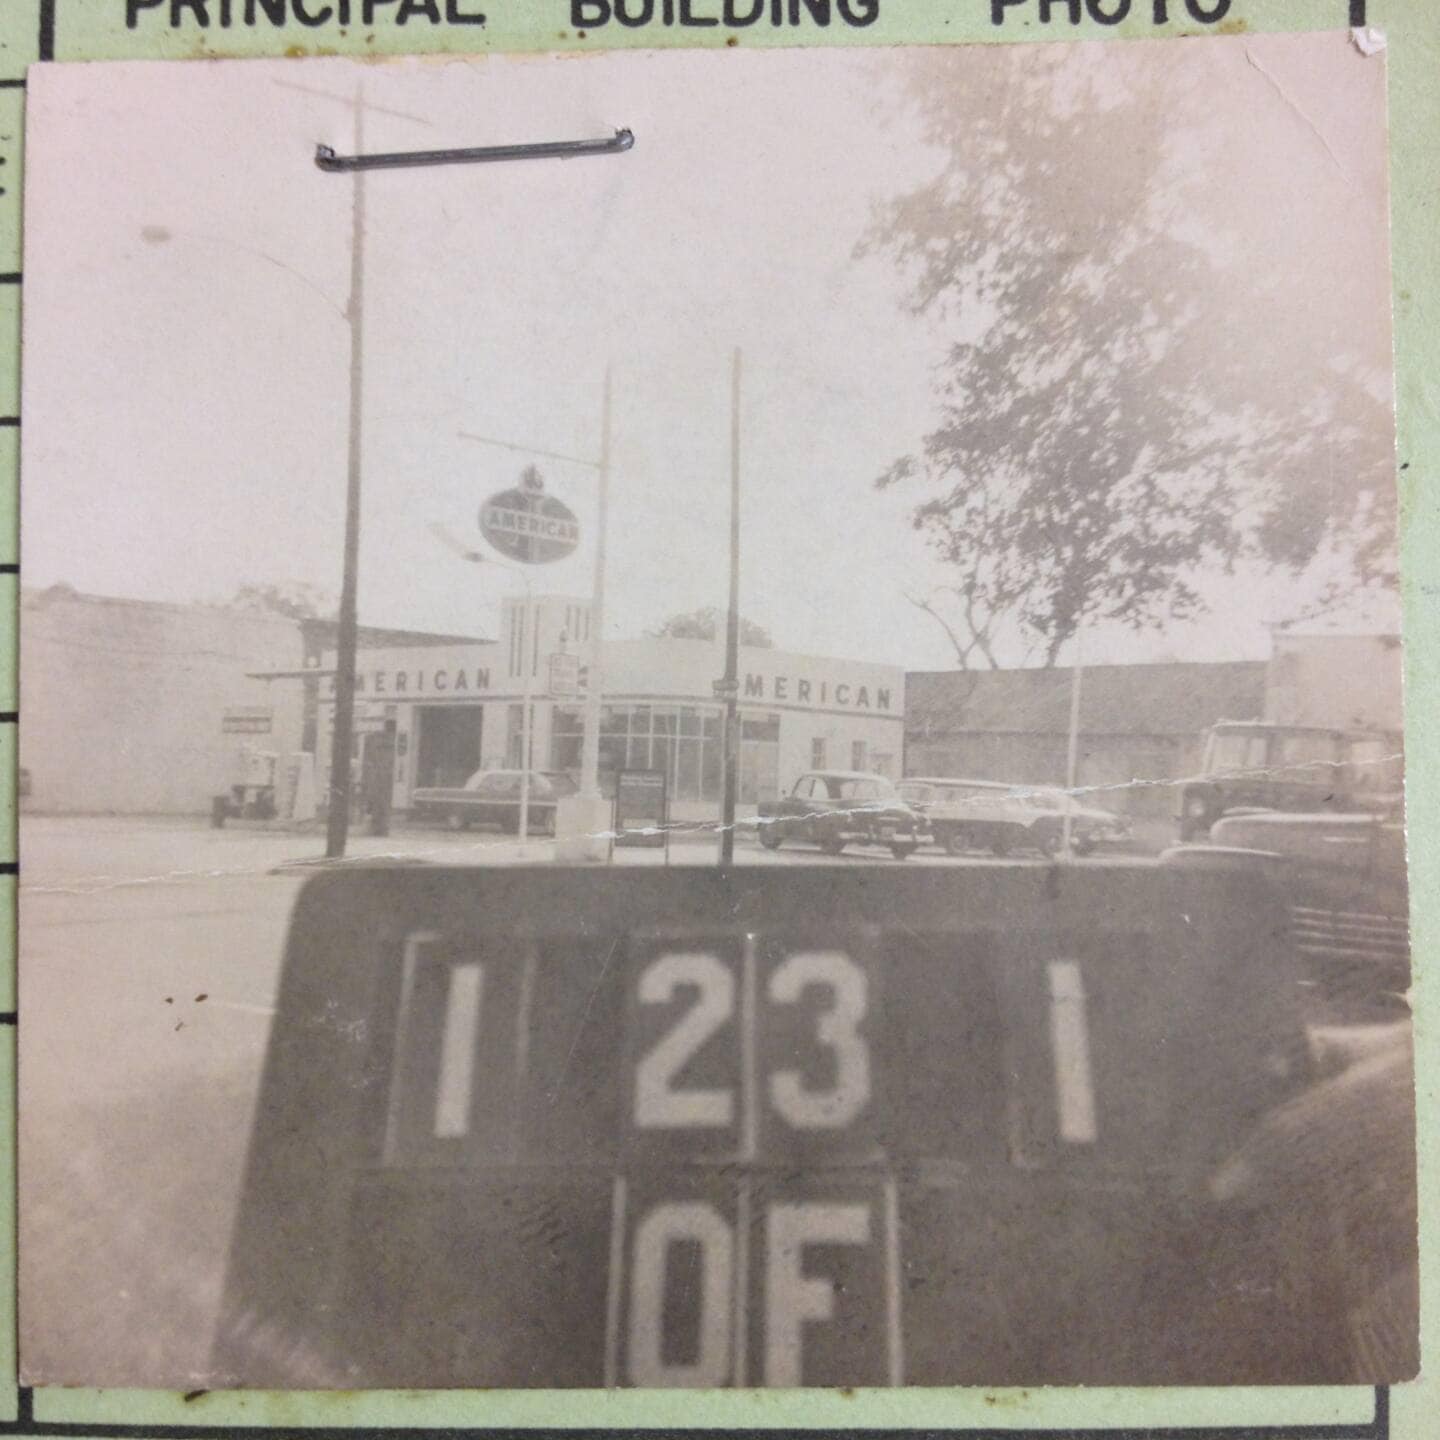 PRINCIPAL BUILDING PHOTO
AMERICAN
AMERICAN
AMERICAN
1 23 1
OF